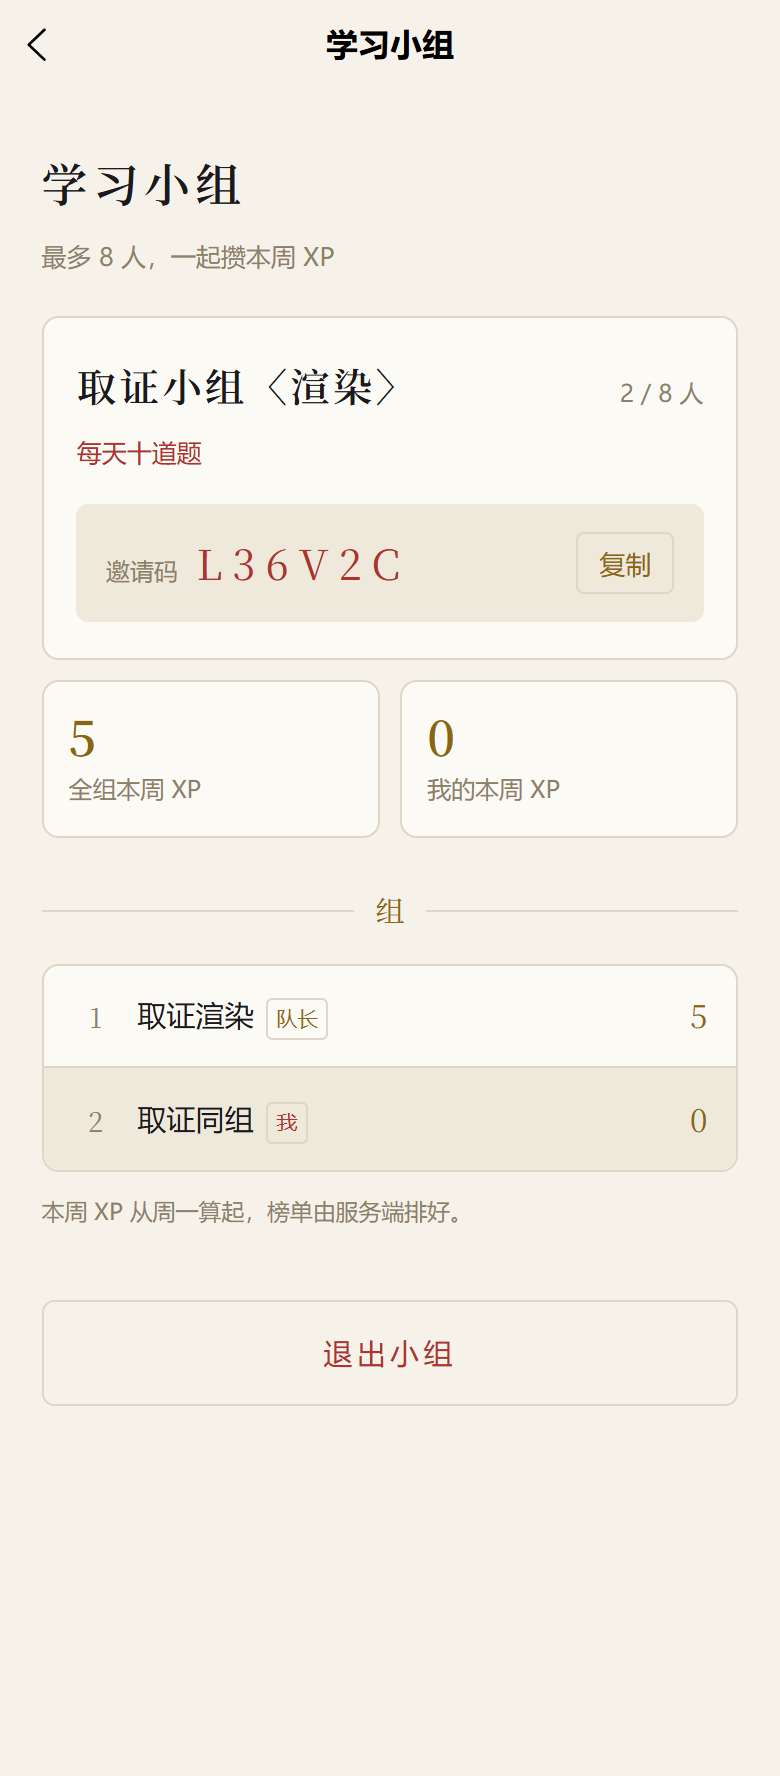 学习小组
学习小组
最多 8 人，一起攒本周 XP
取证小组〈渲染〉
2 / 8 人
每天十道题
邀请码 L36V2C 复制
5
全组本周 XP
0
我的本周 XP
组
1 取证渲染 队长 5
2 取证同组 我 0
本周 XP 从周一算起，榜单由服务端排好。
退出小组